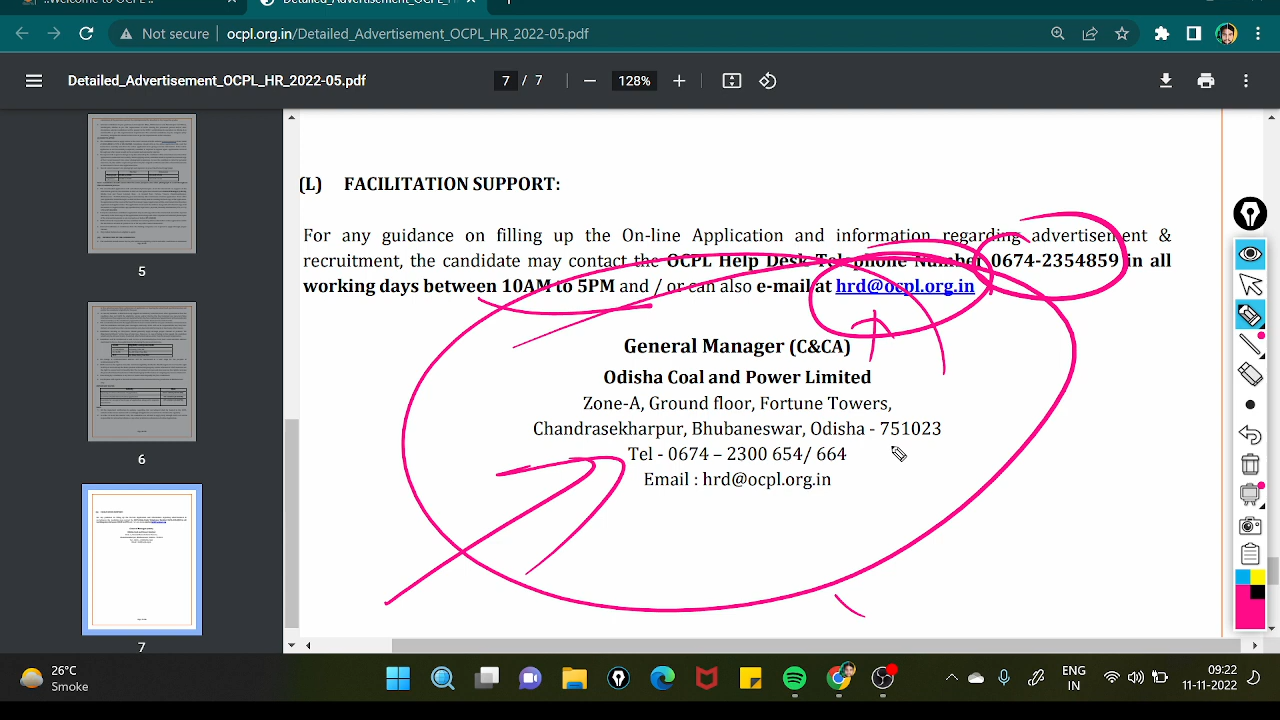 ..Welcome to OCPL ..
Detailed_Advertisement_OCPL_H
Not secure
ocpl.org.in/Detailed_Advertisement_OCPL_HR_2022-05.pdf
Detailed_Advertisement_OCPL_HR_2022-05.pdf
7 / 7
128%
5
6
7
(L) FACILITATION SUPPORT:
For any guidance on filling up the On-line Application and information regarding advertisement &
recruitment, the candidate may contact the OCPL Help Desk Telephone Number 0674-2354859 in all
working days between 10AM to 5PM and / or can also e-mail at hrd@ocpl.org.in
General Manager (C&CA)
Odisha Coal and Power Limited
Zone-A, Ground floor, Fortune Towers,
Chandrasekharpur, Bhubaneswar, Odisha - 751023
Tel - 0674 – 2300 654/ 664
Email : hrd@ocpl.org.in
26°C
Smoke
ENG
IN
09:22
11-11-2022